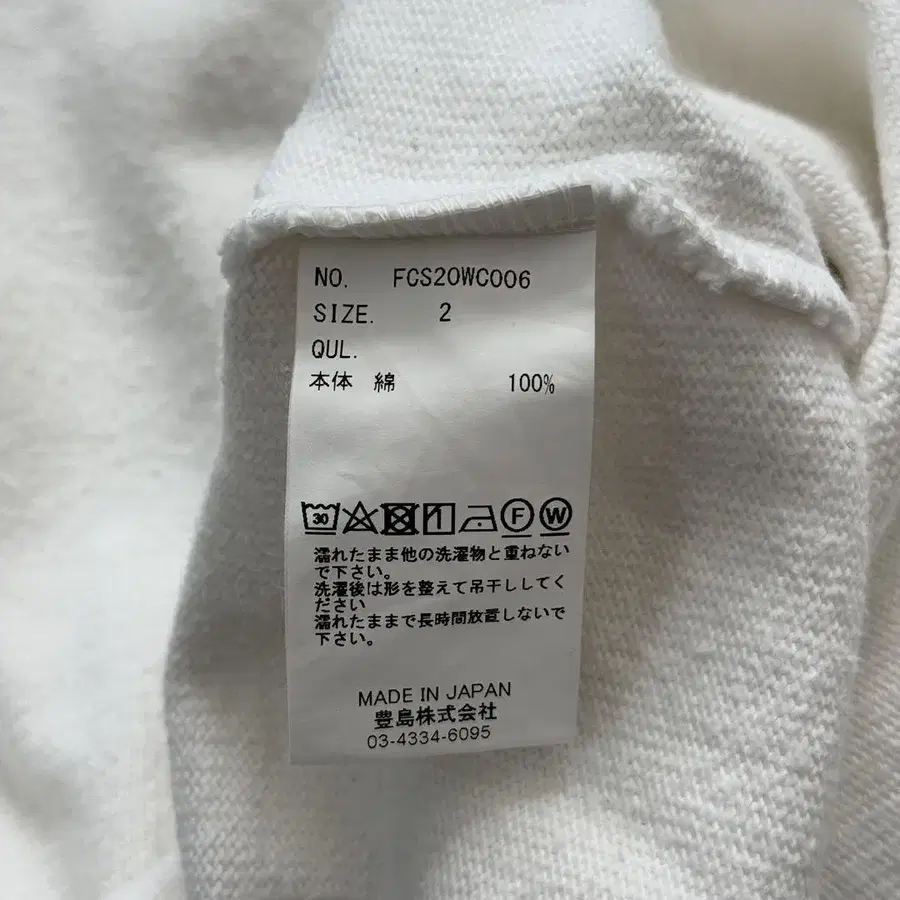 NO. FCS20WC006
SIZE. 2
QUL.
本体 綿 100%
30 F W
濡れたまま他の洗濯物と重ねない
で下さい。
洗濯後は形を整えて吊干ししてく
ださい
濡れたままで長時間放置しないで
下さい。
MADE IN JAPAN
豊島株式会社
03-4334-6095